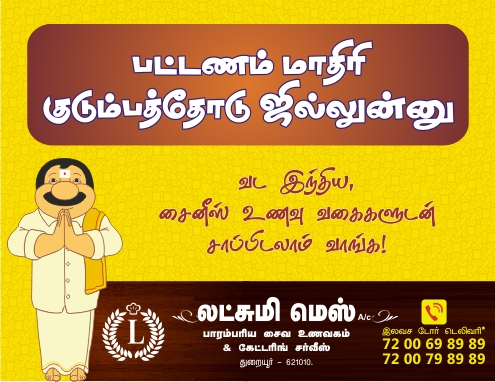 பட்டணம் மாதிரி
குடும்பத்தோடு ஜில்லுன்னு
வட இந்திய,
சைனீஸ் உணவு வகைகளுடன்
சாப்பிடலாம் வாங்க!
L
லட்சுமி மெஸ் A/c
பாரம்பரிய சைவ உணவகம்
& கேட்டரிங் சர்வீஸ்
துறையூர் – 621010.
இலவச டோர் டெலிவரி*
72 00 69 89 89
72 00 79 89 89